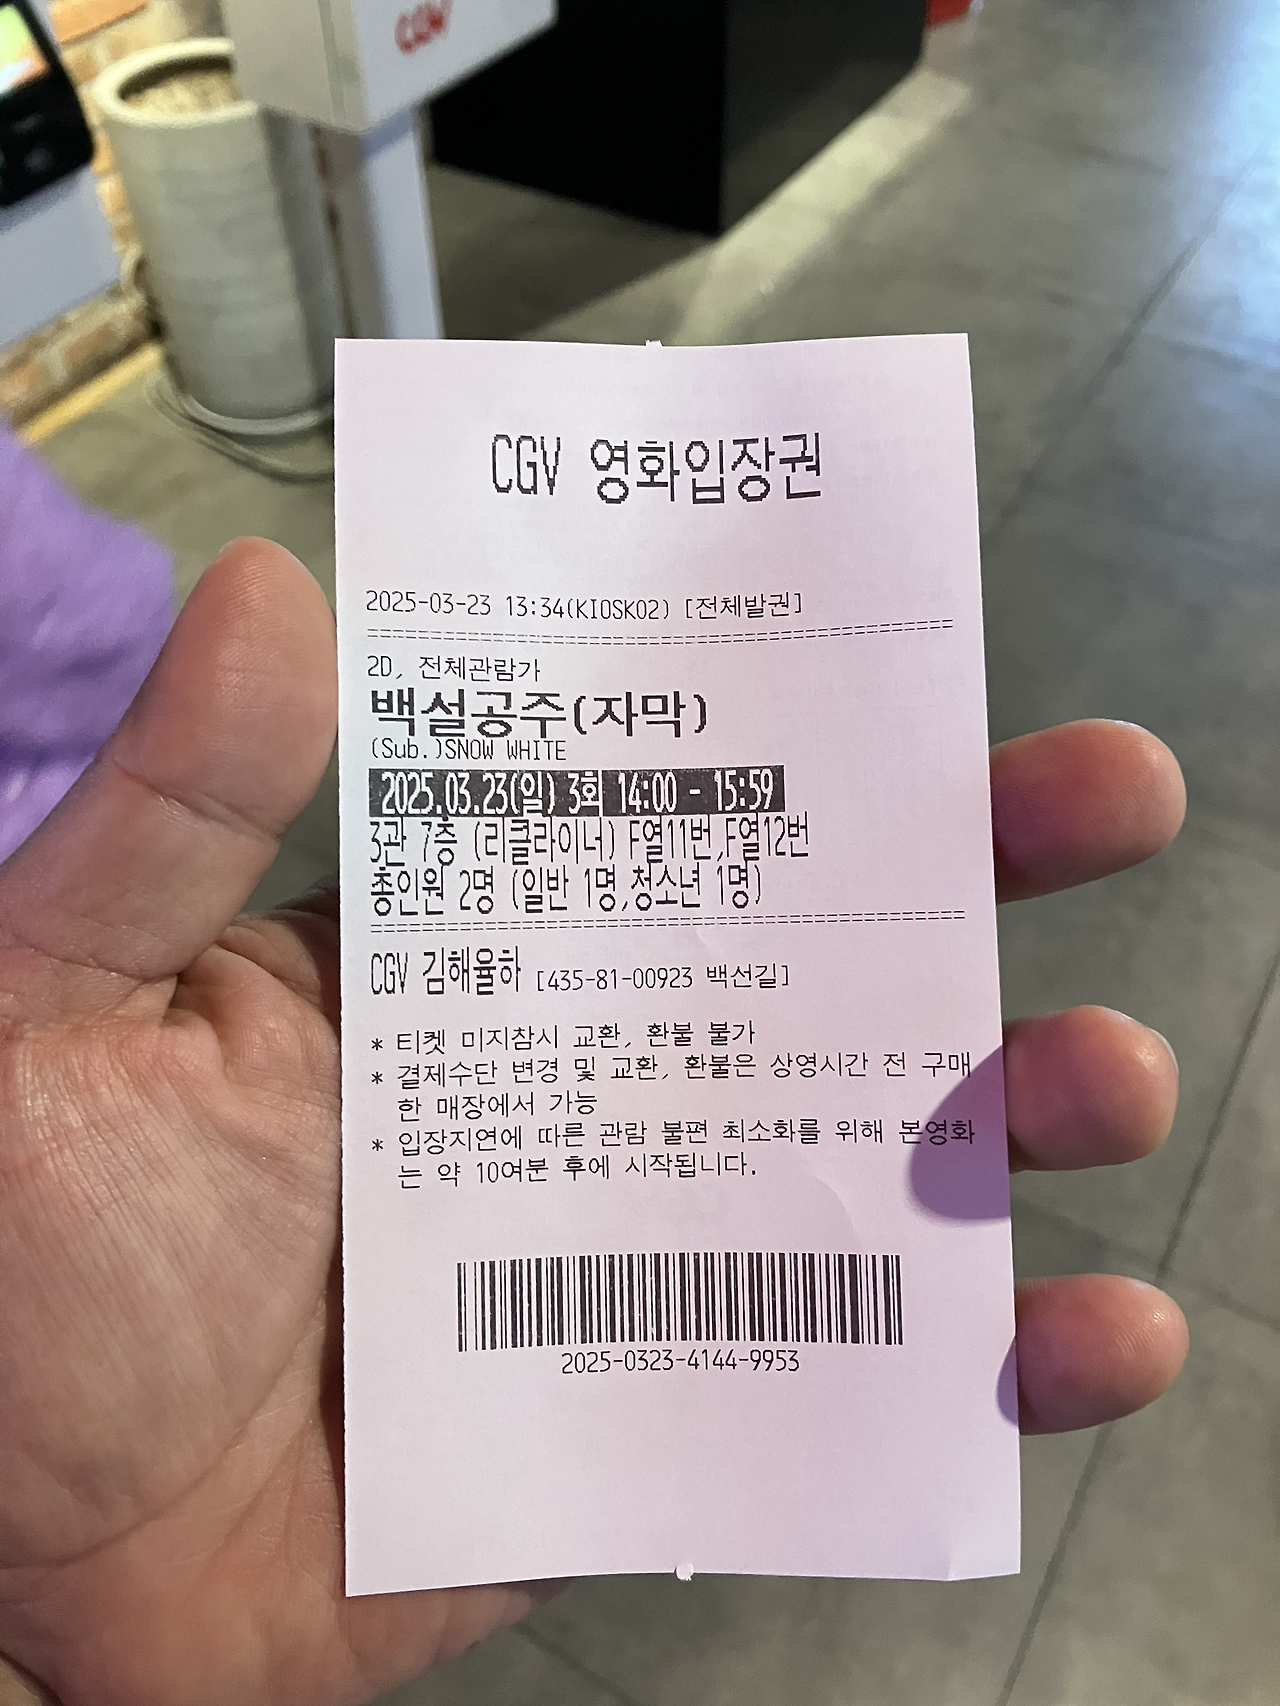 CGV
CGV 영화입장권
2025-03-23 13:34(KIOSK02) [전체발권]
2D, 전체관람가
백설공주(자막)
(Sub.)SNOW WHITE
2025.03.23(일) 3회 14:00 - 15:59
3관 7층 (리클라이너) F열11번,F열12번
총인원 2명 (일반 1명,청소년 1명)
CGV 김해율하 [435-81-00923 백선길]
* 티켓 미지참시 교환, 환불 불가
* 결제수단 변경 및 교환, 환불은 상영시간 전 구매
한 매장에서 가능
* 입장지연에 따른 관람 불편 최소화를 위해 본영화
는 약 10여분 후에 시작됩니다.
2025-0323-4144-9953